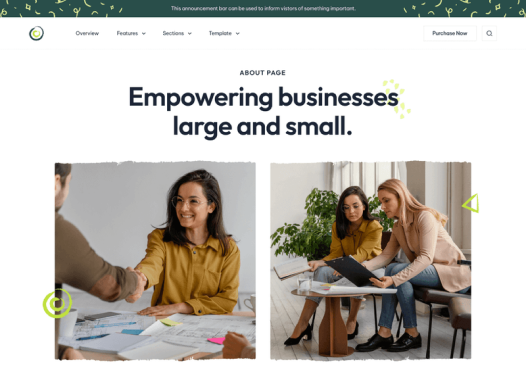 This announcement bar can be used to inform vistors of something important.
Overview Features Sections Template Purchase Now
ABOUT PAGE
Empowering businesses
large and small.